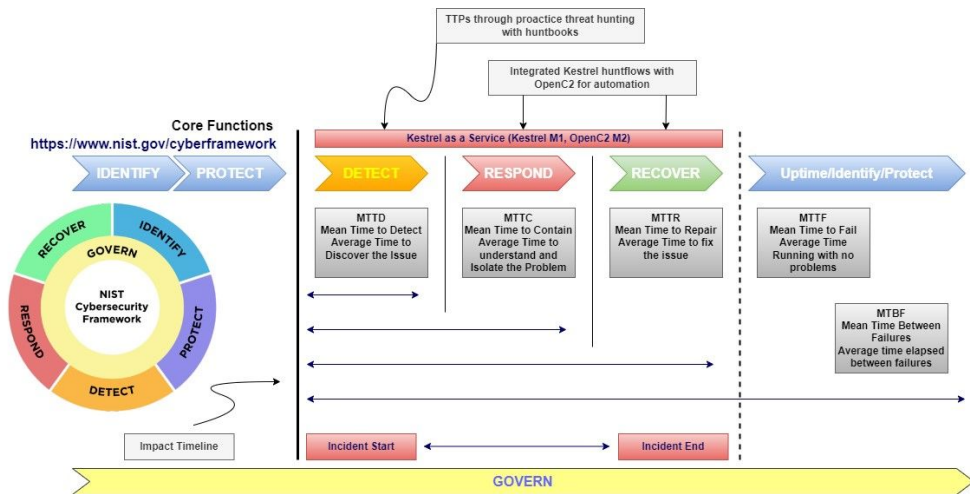 TTPs through proactice threat hunting
with huntbooks
Integrated Kestrel huntflows with
OpenC2 for automation
Core Functions
https://www.nist.gov/cyberframework
Kestrel as a Service (Kestrel M1, OpenC2 M2)
IDENTIFY
PROTECT
DETECT
RESPOND
RECOVER
Uptime/Identify/Protect
MTTD
Mean Time to Detect
Average Time to
Discover the Issue
MTTC
Mean Time to Contain
Average Time to
understand and
Isolate the Problem
MTTR
Mean Time to Repair
Average Time to fix
the issue
MTTF
Mean Time to Fail
Average Time
Running with no
problems
RECOVER
IDENTIFY
GOVERN
NIST
Cybersecurity
Framework
RESPOND
PROTECT
DETECT
MTBF
Mean Time Between
Failures
Average time elapsed
between failures
Impact Timeline
Incident Start
Incident End
GOVERN